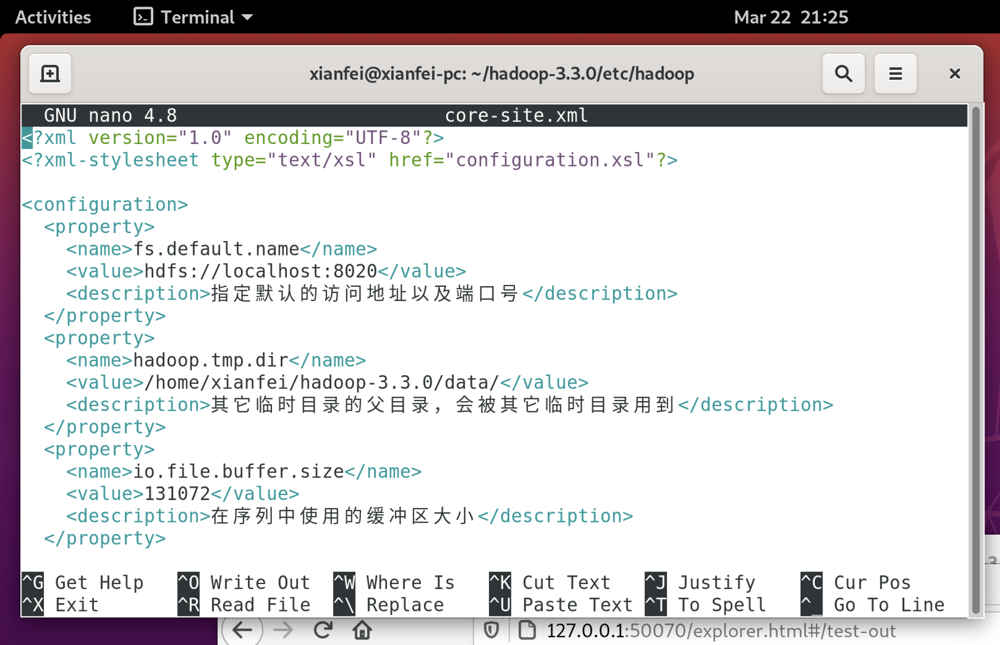 Activities Terminal Mar 22 21:25
xianfei@xianfei-pc: ~/hadoop-3.3.0/etc/hadoop
GNU nano 4.8 core-site.xml
<?xml version="1.0" encoding="UTF-8"?>
<?xml-stylesheet type="text/xsl" href="configuration.xsl"?>
<configuration>
<property>
<name>fs.default.name</name>
<value>hdfs://localhost:8020</value>
<description>指定默认的访问地址以及端口号</description>
</property>
<property>
<name>hadoop.tmp.dir</name>
<value>/home/xianfei/hadoop-3.3.0/data/</value>
<description>其它临时目录的父目录，会被其它临时目录用到</description>
</property>
<property>
<name>io.file.buffer.size</name>
<value>131072</value>
<description>在序列中使用的缓冲区大小</description>
</property>
^G Get Help ^O Write Out ^W Where Is ^K Cut Text ^J Justify ^C Cur Pos
^X Exit ^R Read File ^\ Replace ^U Paste Text ^T To Spell ^_ Go To Line
127.0.0.1:50070/explorer.html#/test-out